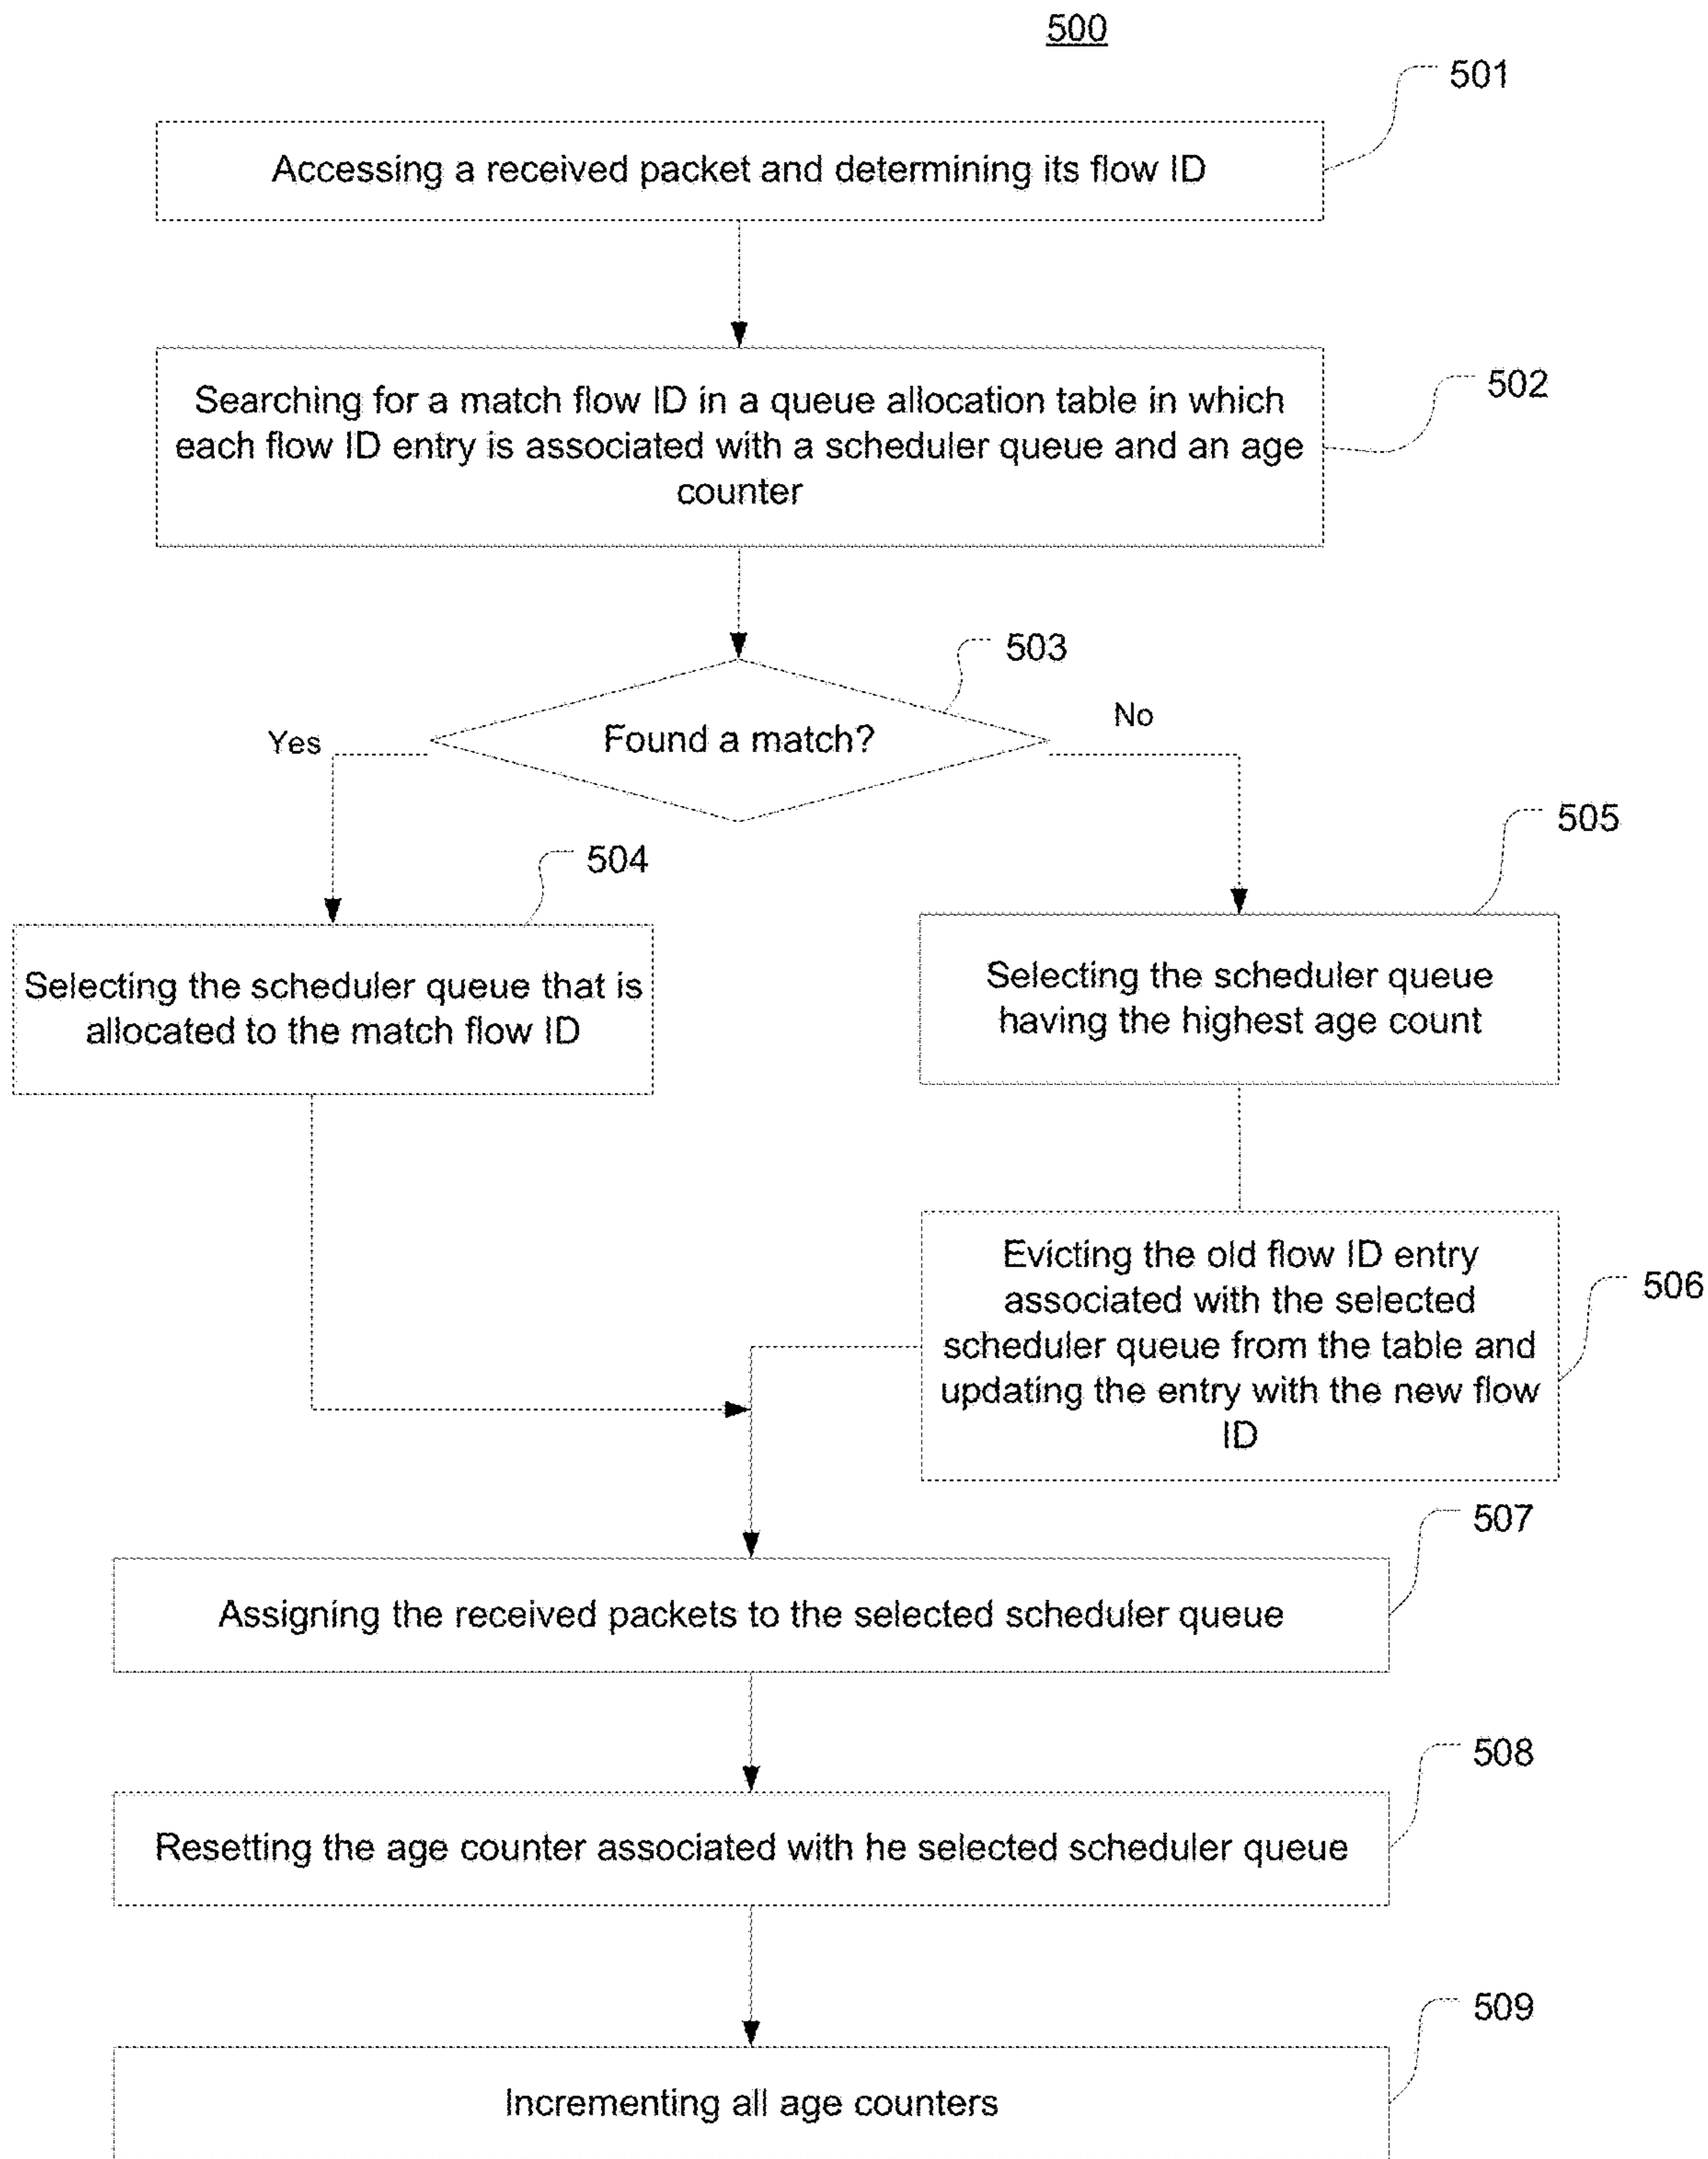 500
501
Accessing a received packet and determining its flow ID
502
Searching for a match flow ID in a queue allocation table in which
each flow ID entry is associated with a scheduler queue and an age
counter
503
Found a match?
Yes
No
504
505
Selecting the scheduler queue that is
allocated to the match flow ID
Selecting the scheduler queue
having the highest age count
506
Evicting the old flow ID entry
associated with the selected
scheduler queue from the table and
updating the entry with the new flow
ID
507
Assigning the received packets to the selected scheduler queue
508
Resetting the age counter associated with he selected scheduler queue
509
Incrementing all age counters